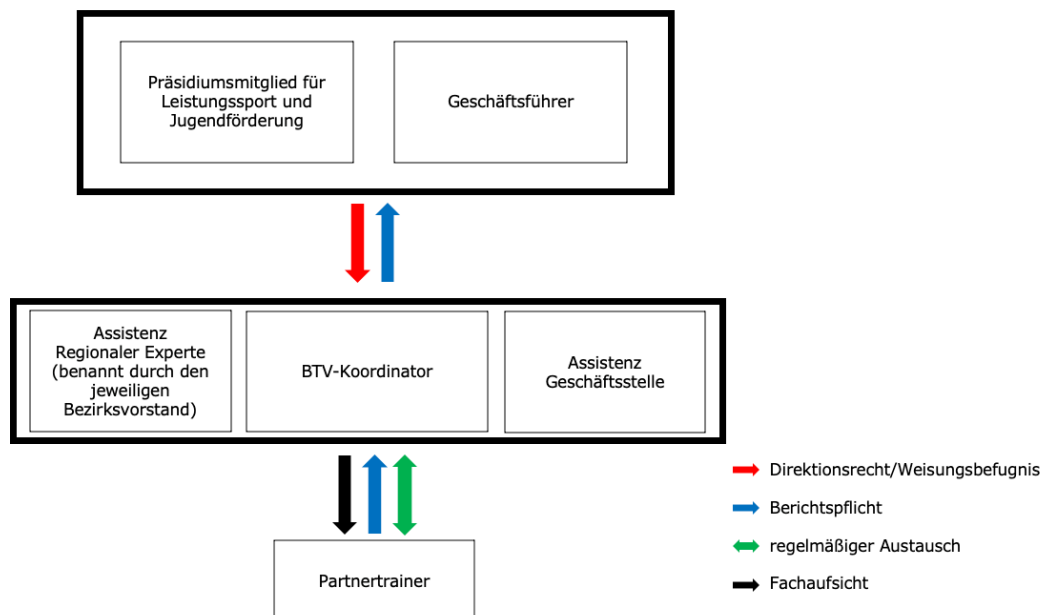 Präsidiumsmitglied für
Leistungssport und
Jugendförderung
Geschäftsführer
Assistenz
Regionaler Experte
(benannt durch den
jeweiligen
Bezirksvorstand)
BTV-Koordinator
Assistenz
Geschäftsstelle
Partnertrainer
Direktionsrecht/Weisungsbefugnis
Berichtspflicht
regelmäßiger Austausch
Fachaufsicht